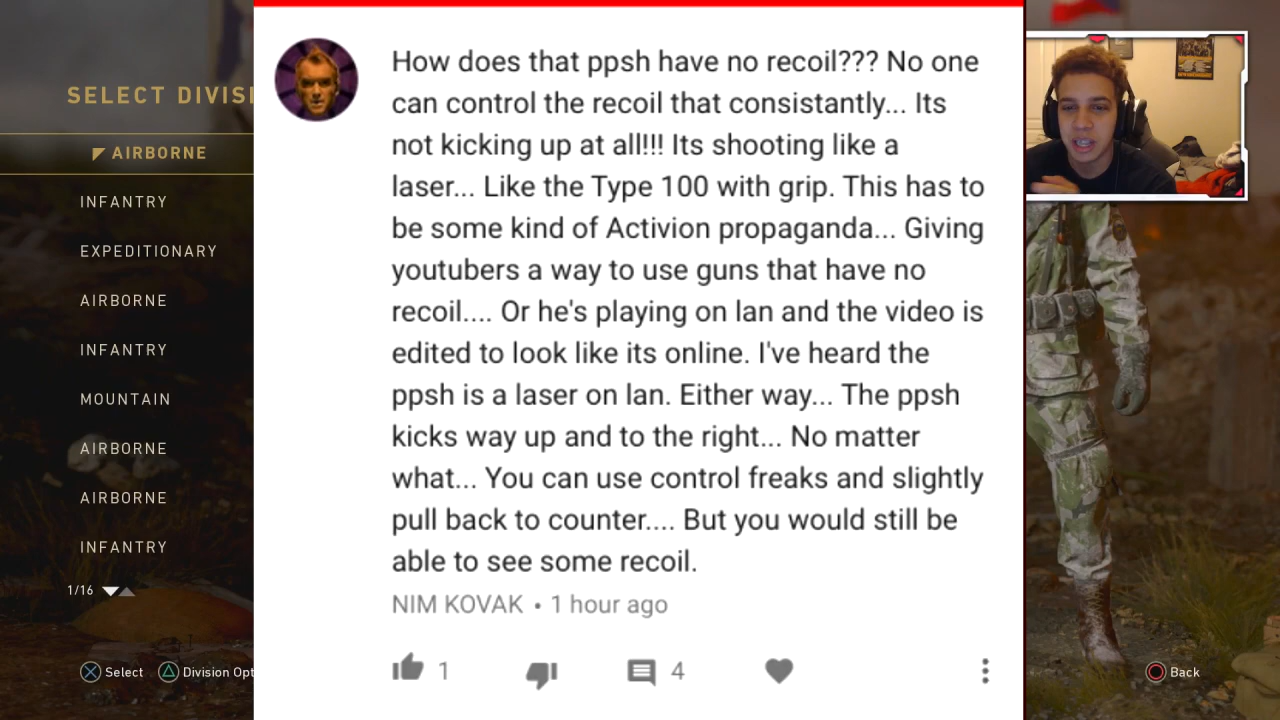 SELECT DIVISI
AIRBORNE
INFANTRY
EXPEDITIONARY
AIRBORNE
INFANTRY
MOUNTAIN
AIRBORNE
AIRBORNE
INFANTRY
1/16
Select
Division Opt
How does that ppsh have no recoil??? No one
can control the recoil that consistantly... Its
not kicking up at all!!! Its shooting like a
laser... Like the Type 100 with grip. This has to
be some kind of Activion propaganda... Giving
youtubers a way to use guns that have no
recoil.... Or he's playing on lan and the video is
edited to look like its online. I've heard the
ppsh is a laser on lan. Either way... The ppsh
kicks way up and to the right... No matter
what... You can use control freaks and slightly
pull back to counter.... But you would still be
able to see some recoil.
NIM KOVAK • 1 hour ago
1
4
Back